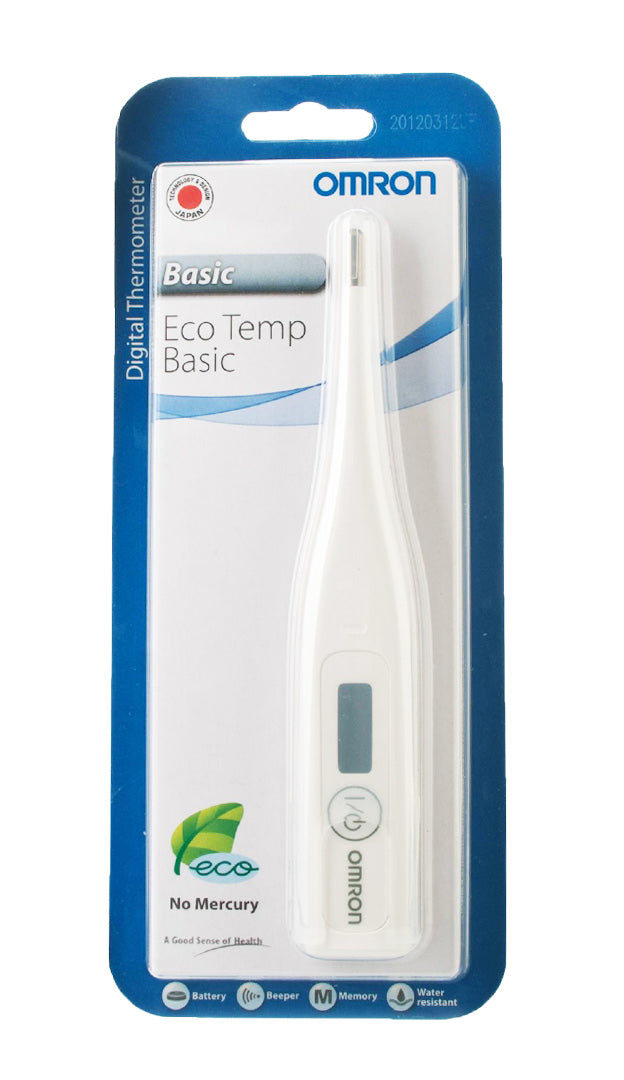 OMRON
TECHNOLOGY & DESIGN
JAPAN
Digital Thermometer
Basic
Eco Temp
Basic
I/
OMRON
eco
No Mercury
A Good Sense of Health
Battery
Beeper
M
Memory
Water
resistant